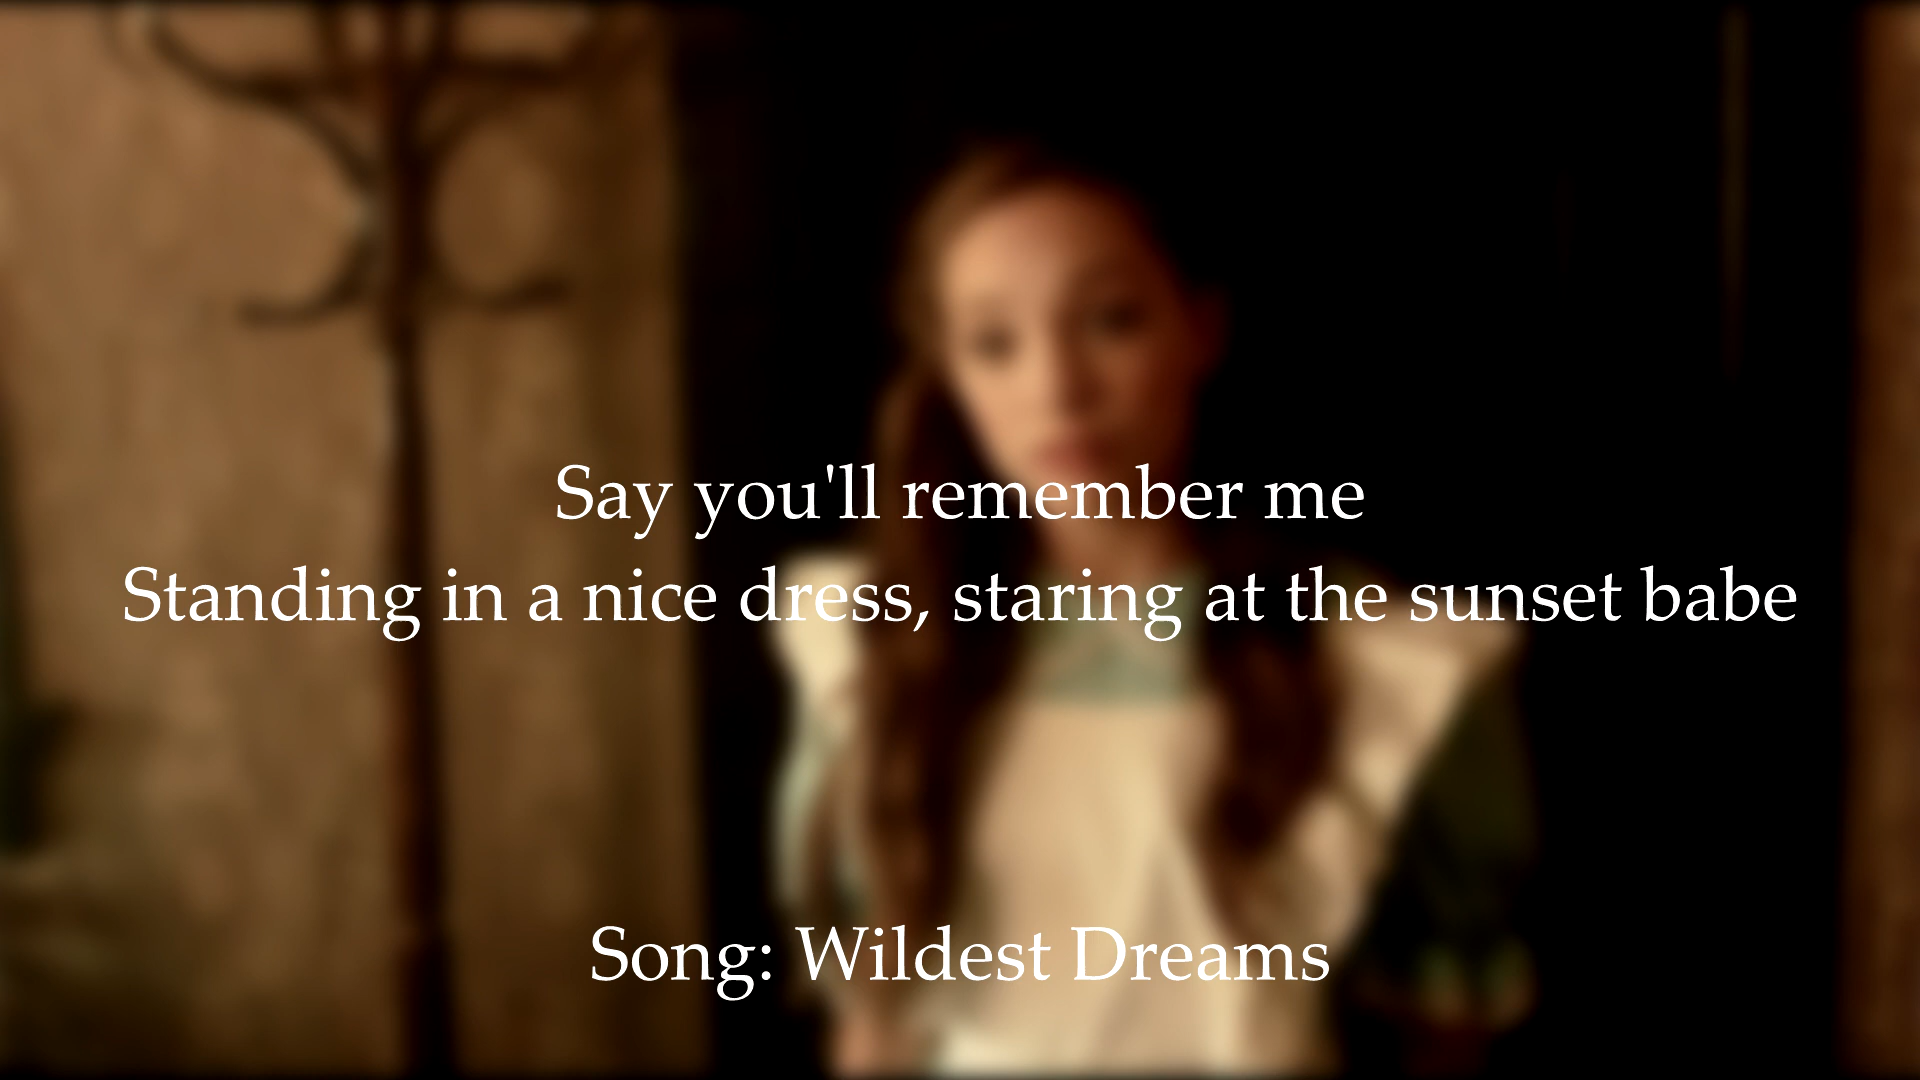 Say you'll remember me
Standing in a nice dress, staring at the sunset babe
Song: Wildest Dreams